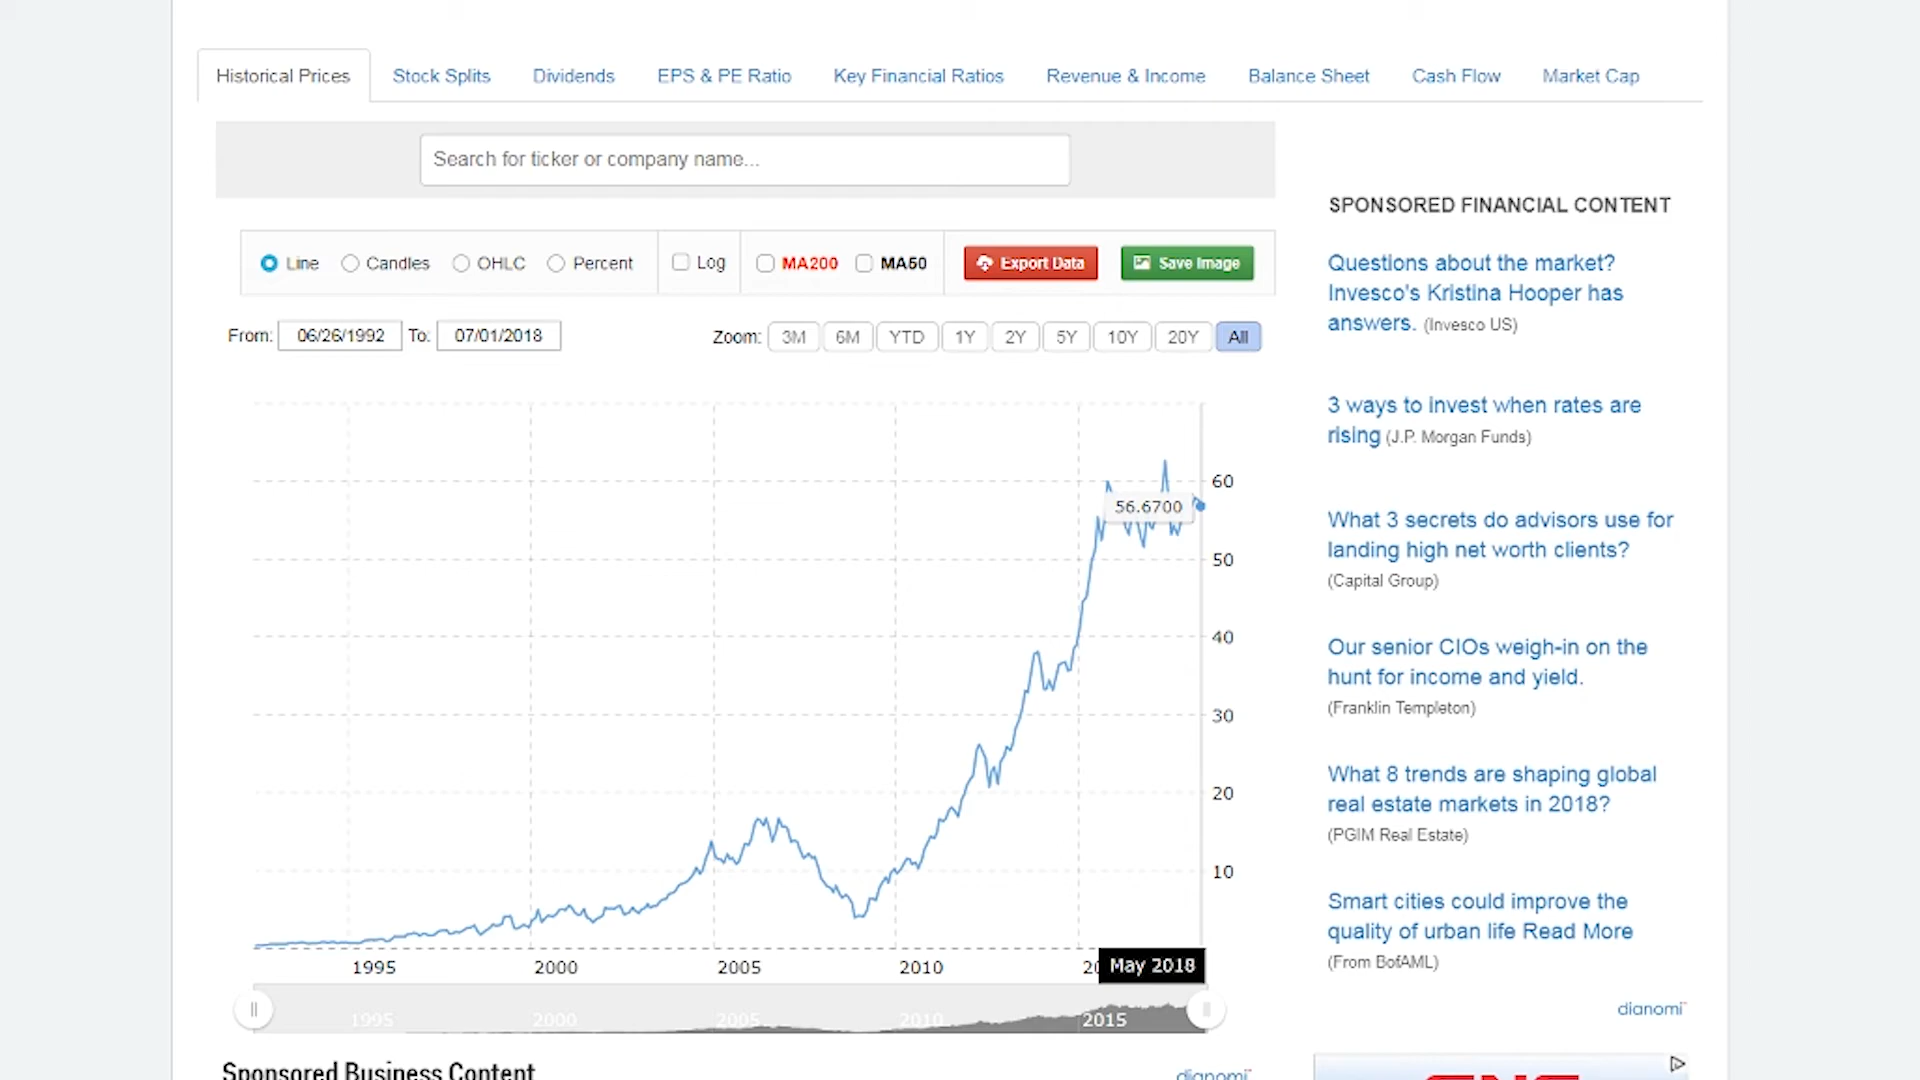 Historical Prices
Stock Splits
Dividends
EPS & PE Ratio
Key Financial Ratios
Revenue & Income
Balance Sheet
Cash Flow
Market Cap
Search for ticker or company name...
Line
Candles
OHLC
Percent
Log
MA200
MA50
Export Data
Save Image
From: 06/26/1992 To: 07/01/2018
Zoom: 3M 6M YTD 1Y 2Y 5Y 10Y 20Y All
60
56.6700
50
40
30
20
10
1995
2000
2005
2010
May 2018
1995
2000
2005
2010
2015
Sponsored Business Content
dianomi
SPONSORED FINANCIAL CONTENT
Questions about the market?
Invesco's Kristina Hooper has
answers. (Invesco US)
3 ways to invest when rates are
rising (J.P. Morgan Funds)
What 3 secrets do advisors use for
landing high net worth clients?
(Capital Group)
Our senior CIOs weigh-in on the
hunt for income and yield.
(Franklin Templeton)
What 8 trends are shaping global
real estate markets in 2018?
(PGIM Real Estate)
Smart cities could improve the
quality of urban life Read More
(From BofAML)
dianomi